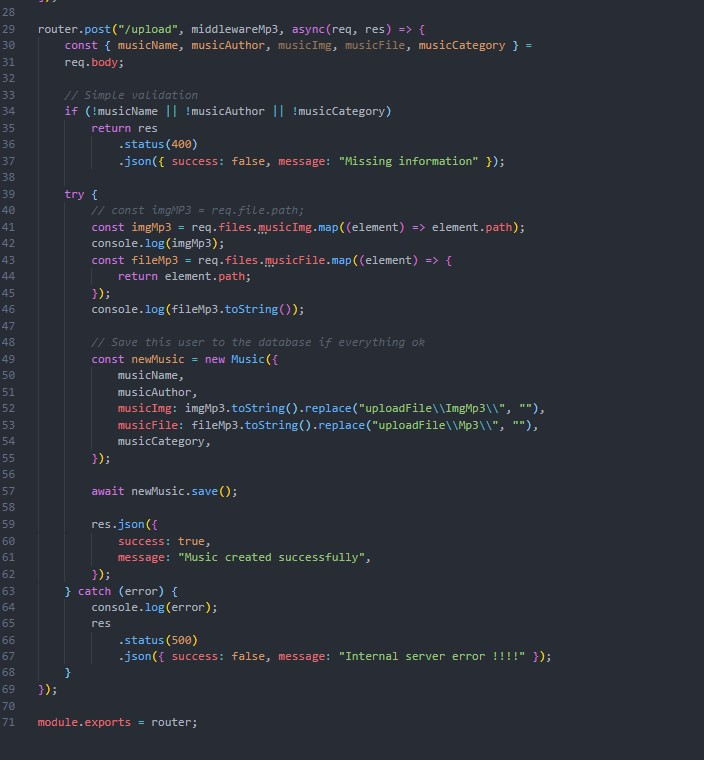 28
29 router.post("/upload", middlewareMp3, async(req, res) => {
30     const { musicName, musicAuthor, musicImg, musicFile, musicCategory } =
31     req.body;
32
33     // Simple validation
34     if (!musicName || !musicAuthor || !musicCategory)
35         return res
36             .status(400)
37             .json({ success: false, message: "Missing information" });
38
39     try {
40         // const imgMP3 = req.file.path;
41         const imgMp3 = req.files.musicImg.map((element) => element.path);
42         console.log(imgMp3);
43         const fileMp3 = req.files.musicFile.map((element) => {
44             return element.path;
45         });
46         console.log(fileMp3.toString());
47
48         // Save this user to the database if everything ok
49         const newMusic = new Music({
50             musicName,
51             musicAuthor,
52             musicImg: imgMp3.toString().replace("uploadFile\\ImgMp3\\", ""),
53             musicFile: fileMp3.toString().replace("uploadFile\\Mp3\\", ""),
54             musicCategory,
55         });
56
57         await newMusic.save();
58
59         res.json({
60             success: true,
61             message: "Music created successfully",
62         });
63     } catch (error) {
64         console.log(error);
65         res
66             .status(500)
67             .json({ success: false, message: "Internal server error !!!!" });
68     }
69 });
70
71 module.exports = router;